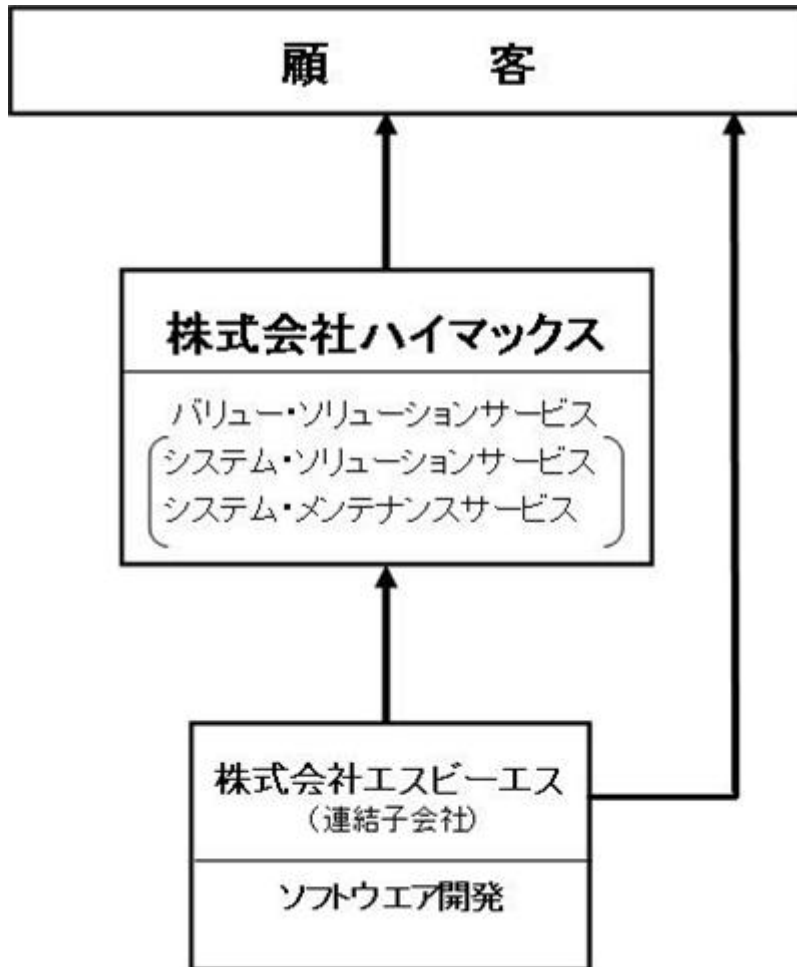 顧 客
株式会社ハイマックス
バリュー・ソリューションサービス
システム・ソリューションサービス
システム・メンテナンスサービス
株式会社エスビーエス
（連結子会社）
ソフトウエア開発